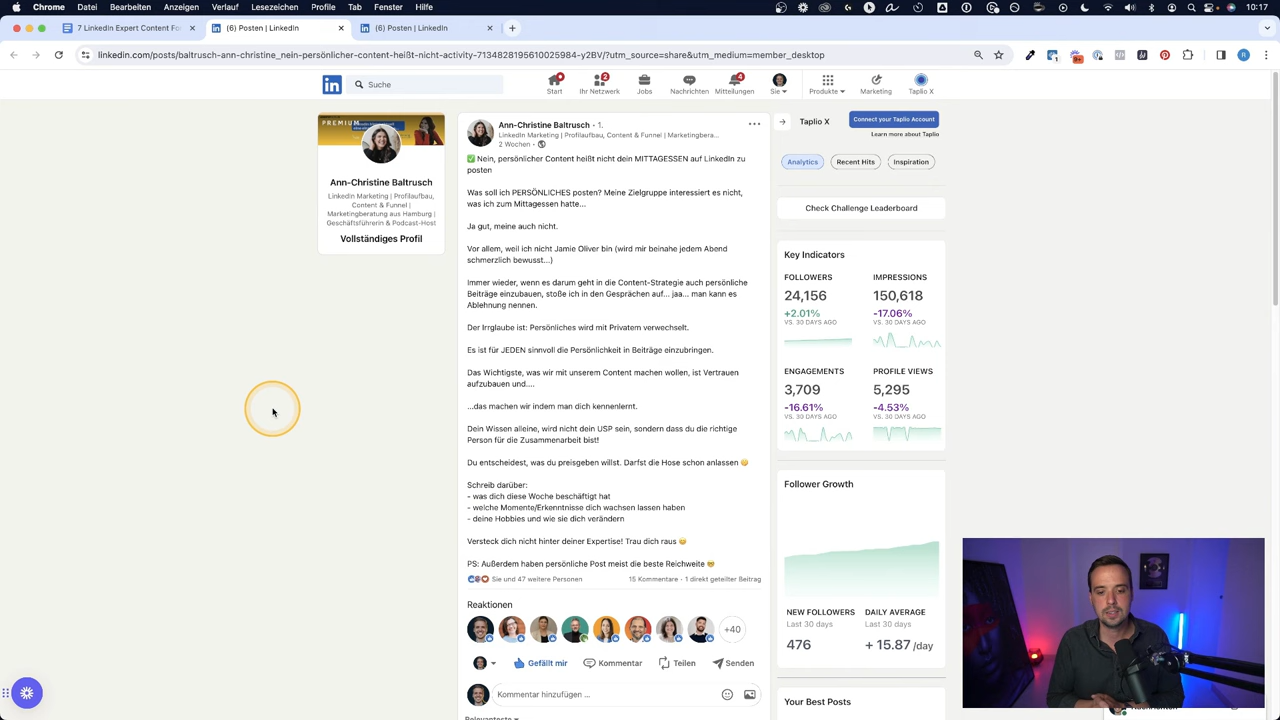 Chrome Ablage Bearbeiten Anzeigen Verlauf Lesezeichen Profile Tab Fenster Hilfe
10:17
7 LinkedIn Expert Content For
(6) Posten | LinkedIn
(6) Posten | LinkedIn
linkedin.com/posts/baltrusch-ann-christine_nein-persönlicher-content-heißt-nicht-activity-7134828195610025984-y2BV/?utm_source=share&utm_medium=member_desktop
Suche
Start
Ihr Netzwerk
2
Jobs
Nachrichten
Mitteilungen
4
Sie
Produkte
Marketing
Taplio X
PREMIUM
Ann-Christine Baltrusch
LinkedIn Marketing | Profilaufbau,
Content & Funnel |
Marketingberatung aus Hamburg |
Geschäftsführerin & Podcast-Host
Vollständiges Profil
Ann-Christine Baltrusch • 1.
LinkedIn Marketing | Profilaufbau, Content & Funnel | Marketingbera...
2 Wochen •
✅ Nein, persönlicher Content heißt nicht dein MITTAGESSEN auf LinkedIn zu
posten
Was soll ich PERSÖNLICHES posten? Meine Zielgruppe interessiert es nicht,
was ich zum Mittagessen hatte...
Ja gut, meine auch nicht.
Vor allem, weil ich nicht Jamie Oliver bin (wird mir beinahe jedem Abend
schmerzlich bewusst...)
Immer wieder, wenn es darum geht in die Content-Strategie auch persönliche
Beiträge einzubauen, stoße ich in den Gesprächen auf... jaa... man kann es
Ablehnung nennen.
Der Irrglaube ist: Persönliches wird mit Privatem verwechselt.
Es ist für JEDEN sinnvoll die Persönlichkeit in Beiträge einzubringen.
Das Wichtigste, was wir mit unserem Content machen wollen, ist Vertrauen
aufzubauen und....
...das machen wir indem man dich kennenlernt.
Dein Wissen alleine, wird nicht dein USP sein, sondern dass du die richtige
Person für die Zusammenarbeit bist!
Du entscheidest, was du preisgeben willst. Darfst die Hose schon anlassen
Schreib darüber:
- was dich diese Woche beschäftigt hat
- welche Momente/Erkenntnisse dich wachsen lassen haben
- deine Hobbies und wie sie dich verändern
Versteck dich nicht hinter deiner Expertise! Trau dich raus
PS: Außerdem haben persönliche Post meist die beste Reichweite
Sie und 47 weitere Personen
15 Kommentare • 1 direkt geteilter Beitrag
Reaktionen
+40
Gefällt mir
Kommentar
Teilen
Senden
Kommentar hinzufügen ...
Relevanteste
Taplio X
Connect your Taplio Account
Learn more about Taplio
Analytics
Recent Hits
Inspiration
Check Challenge Leaderboard
Key Indicators
FOLLOWERS
24,156
+2.01%
VS. 30 DAYS AGO
IMPRESSIONS
150,618
-17.06%
VS. 30 DAYS AGO
ENGAGEMENTS
3,709
-16.61%
VS. 30 DAYS AGO
PROFILE VIEWS
5,295
-4.53%
VS. 30 DAYS AGO
Follower Growth
NEW FOLLOWERS
Last 30 days
476
DAILY AVERAGE
Last 30 days
+ 15.87 /day
Your Best Posts